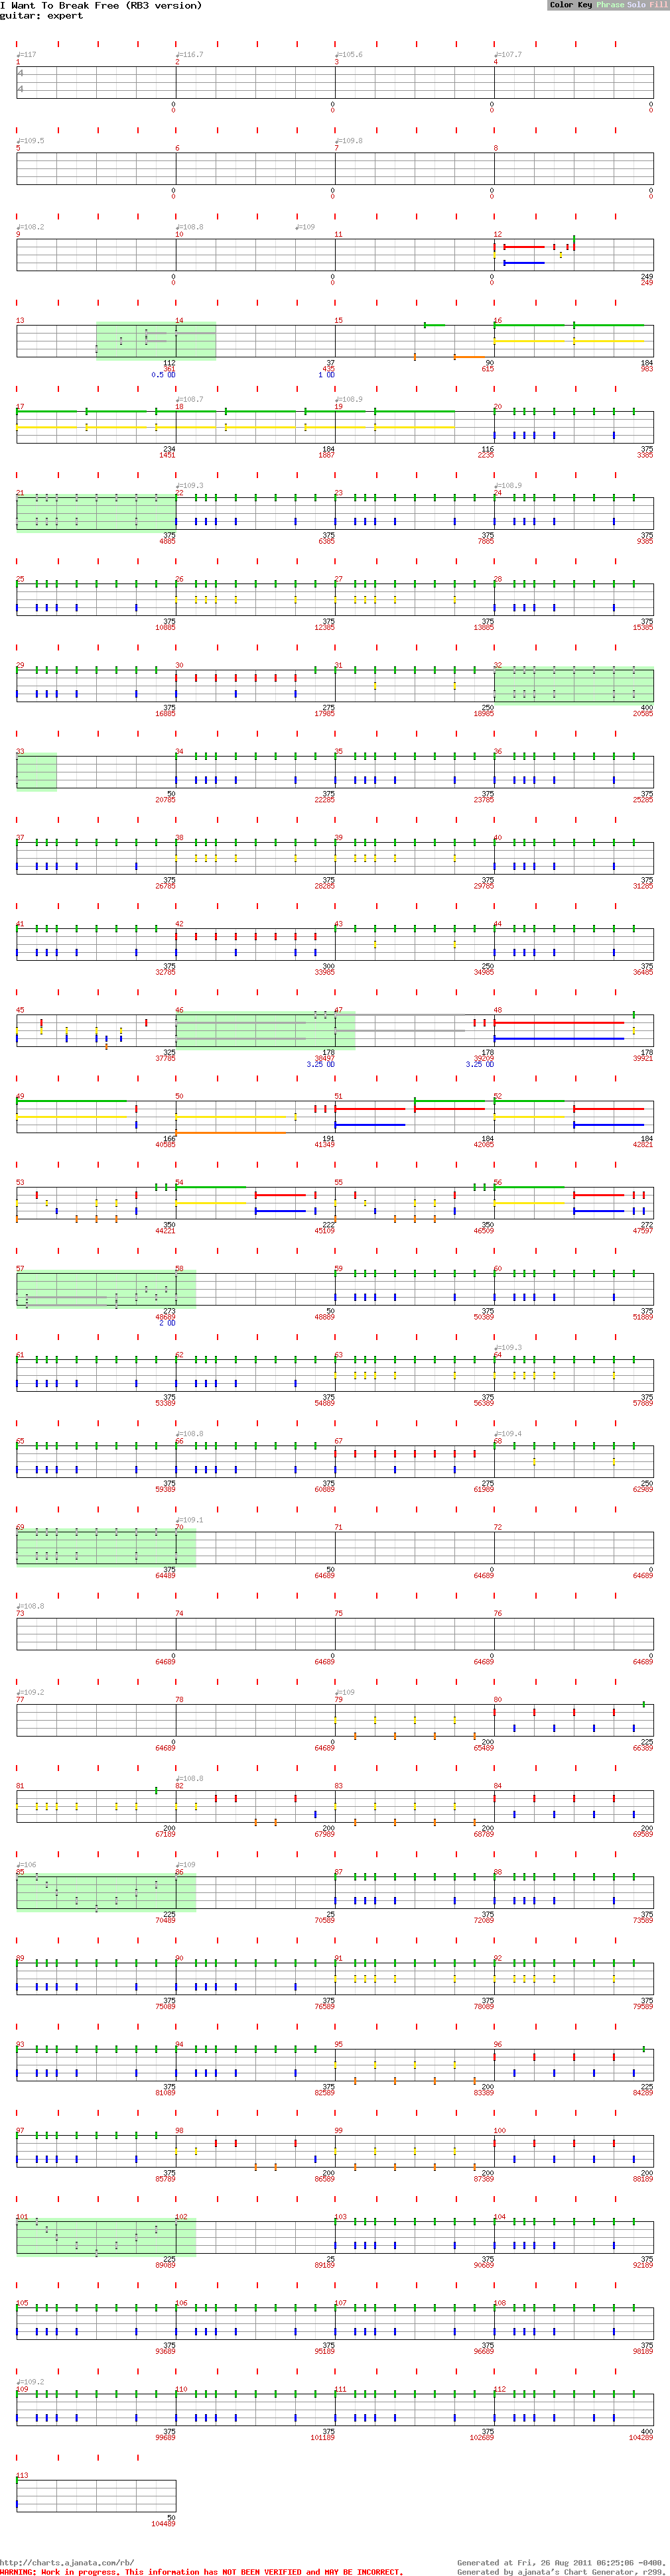 I Want To Break Free (RB3 version)
Color Key Phrase Solo Fill
guitar: expert
♩=117 ♩=116.7 ♩=105.6 ♩=107.7
1 2 3 4
4
4
0 0 0 0
0 0 0 0
♩=109.5 ♩=109.8
5 6 7 8
0 0 0 0
0 0 0 0
♩=108.2 ♩=108.8 ♩=109
9 10 11 12
0 0 0 249
0 0 0 249
13 14 15 16
112 37 90 184
361 435 615 983
0.5 OD 1 OD
♩=108.7 ♩=108.9
17 18 19 20
234 184 116 375
1451 1887 2235 3385
♩=109.3 ♩=108.9
21 22 23 24
375 375 375 375
4885 6385 7885 9385
25 26 27 28
375 375 375 375
10885 12385 13885 15385
29 30 31 32
375 275 250 400
16885 17985 18985 20585
33 34 35 36
50 375 375 375
20785 22285 23785 25285
37 38 39 40
375 375 375 375
26785 28285 29785 31285
41 42 43 44
375 300 250 375
32785 33985 34985 36485
45 46 47 48
325 178 178 178
37785 38497 39209 39921
3.25 OD 3.25 OD
49 50 51 52
166 191 184 184
40585 41349 42085 42821
53 54 55 56
350 222 350 272
44221 45109 46509 47597
57 58 59 60
273 50 375 375
48689 48889 50389 51889
2 OD
♩=109.3
61 62 63 64
375 375 375 375
53389 54889 56389 57889
♩=108.8 ♩=109.4
65 66 67 68
375 375 275 250
59389 60889 61989 62989
♩=109.1
69 70 71 72
375 50 0 0
64489 64689 64689 64689
♩=108.8
73 74 75 76
0 0 0 0
64689 64689 64689 64689
♩=109.2 ♩=109
77 78 79 80
0 0 200 225
64689 64689 65489 66389
♩=108.8
81 82 83 84
200 200 200 200
67189 67989 68789 69589
♩=106 ♩=109
85 86 87 88
225 25 375 375
70489 70589 72089 73589
89 90 91 92
375 375 375 375
75089 76589 78089 79589
93 94 95 96
375 375 200 225
81089 82589 83389 84289
97 98 99 100
375 200 200 200
85789 86589 87389 88189
101 102 103 104
225 25 375 375
89089 89189 90689 92189
105 106 107 108
375 375 375 375
93689 95189 96689 98189
♩=109.2
109 110 111 112
375 375 375 400
99689 101189 102689 104289
113
50
104489
http://charts.ajanata.com/rb/ Generated at Fri, 26 Aug 2011 06:25:06 -0400.
WARNING: Work in progress. This information has NOT BEEN VERIFIED and MAY BE INCORRECT. Generated by ajanata's Chart Generator, r299.